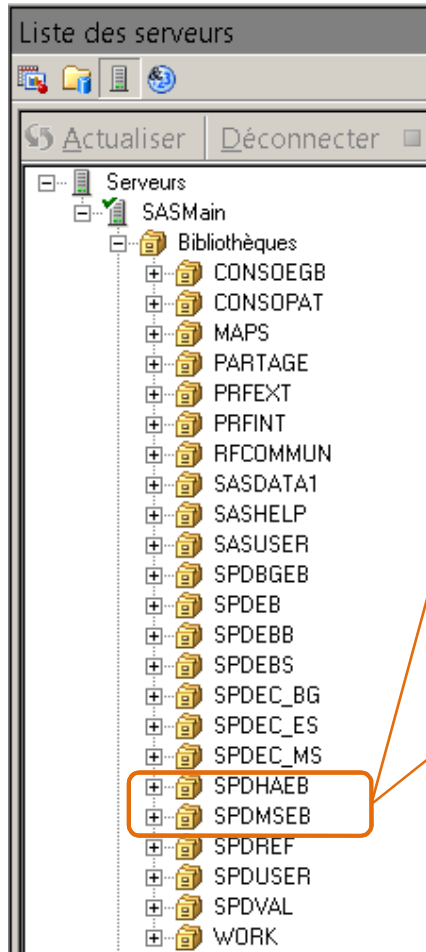 Liste des serveurs
Actualiser Déconnecter
Serveurs
SASMain
Bibliothèques
CONSOEGB
CONSOPAT
MAPS
PARTAGE
PRFEXT
PRFINT
RFCOMMUN
SASDATA1
SASHELP
SASUSER
SPDBGEB
SPDEB
SPDEBB
SPDEBS
SPDEC_BG
SPDEC_ES
SPDEC_MS
SPDHAEB
SPDMSEB
SPDREF
SPDUSER
SPDVAL
WORK